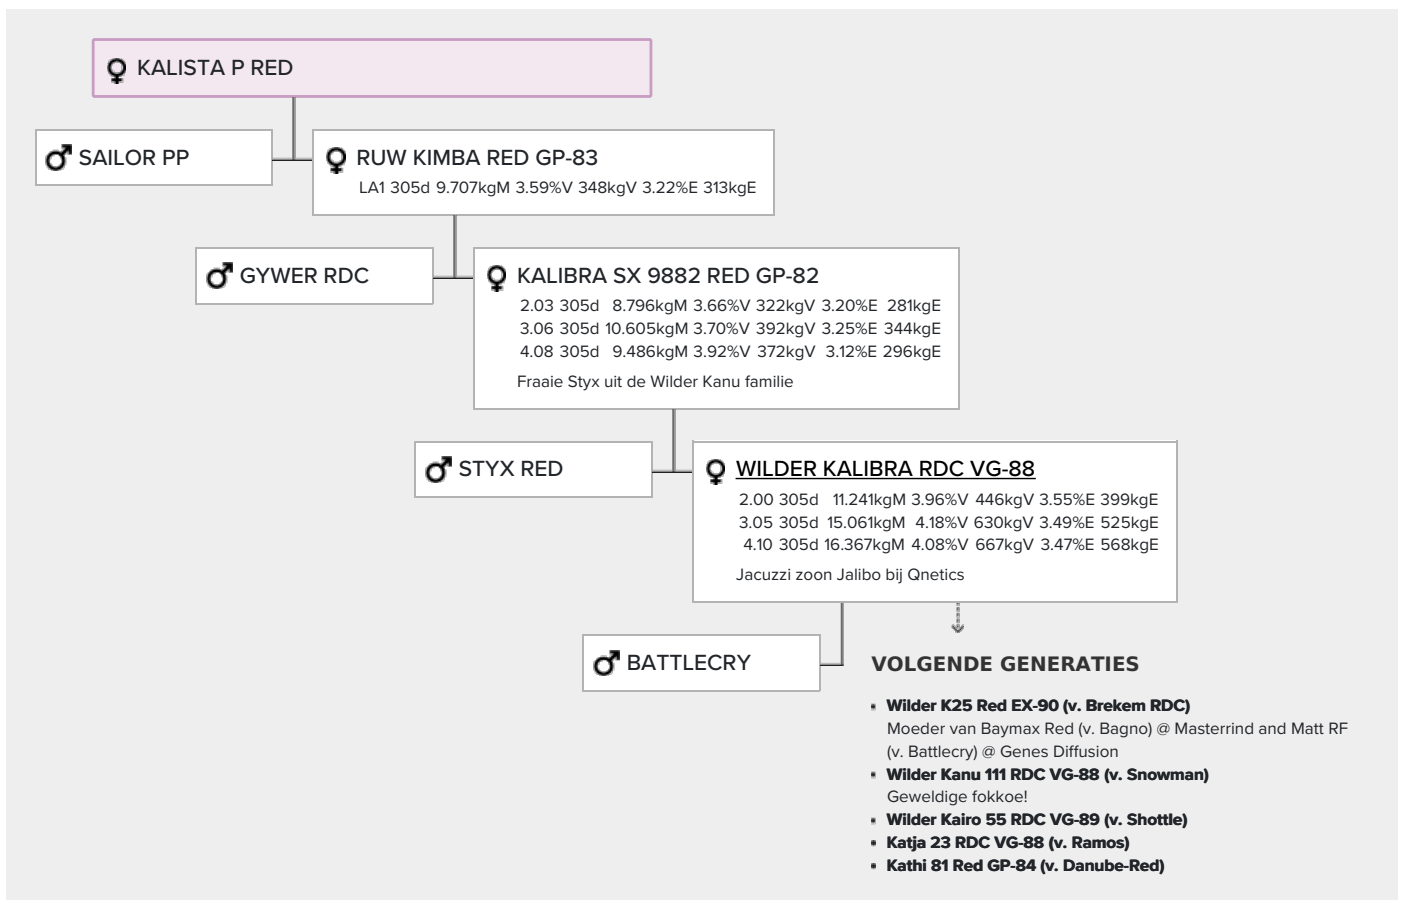 KALISTA P RED
SAILOR PP
RUW KIMBA RED GP-83
LA1 305d 9.707kgM 3.59%V 348kgV 3.22%E 313kgE
GYWER RDC
KALIBRA SX 9882 RED GP-82
2.03 305d 8.796kgM 3.66%V 322kgV 3.20%E 281kgE
3.06 305d 10.605kgM 3.70%V 392kgV 3.25%E 344kgE
4.08 305d 9.486kgM 3.92%V 372kgV 3.12%E 296kgE
Fraaie Styx uit de Wilder Kanu familie
STYX RED
WILDER KALIBRA RDC VG-88
2.00 305d 11.241kgM 3.96%V 446kgV 3.55%E 399kgE
3.05 305d 15.061kgM 4.18%V 630kgV 3.49%E 525kgE
4.10 305d 16.367kgM 4.08%V 667kgV 3.47%E 568kgE
Jacuzzi zoon Jalibo bij Qnetics
BATTLECRY
VOLGENDE GENERATIES
Wilder K25 Red EX-90 (v. Brekem RDC)
Moeder van Baymax Red (v. Bagno) @ Masterrind and Matt RF
(v. Battlecry) @ Genes Diffusion
Wilder Kanu 111 RDC VG-88 (v. Snowman)
Geweldige fokkoe!
Wilder Kairo 55 RDC VG-89 (v. Shottle)
Katja 23 RDC VG-88 (v. Ramos)
Kathi 81 Red GP-84 (v. Danube-Red)